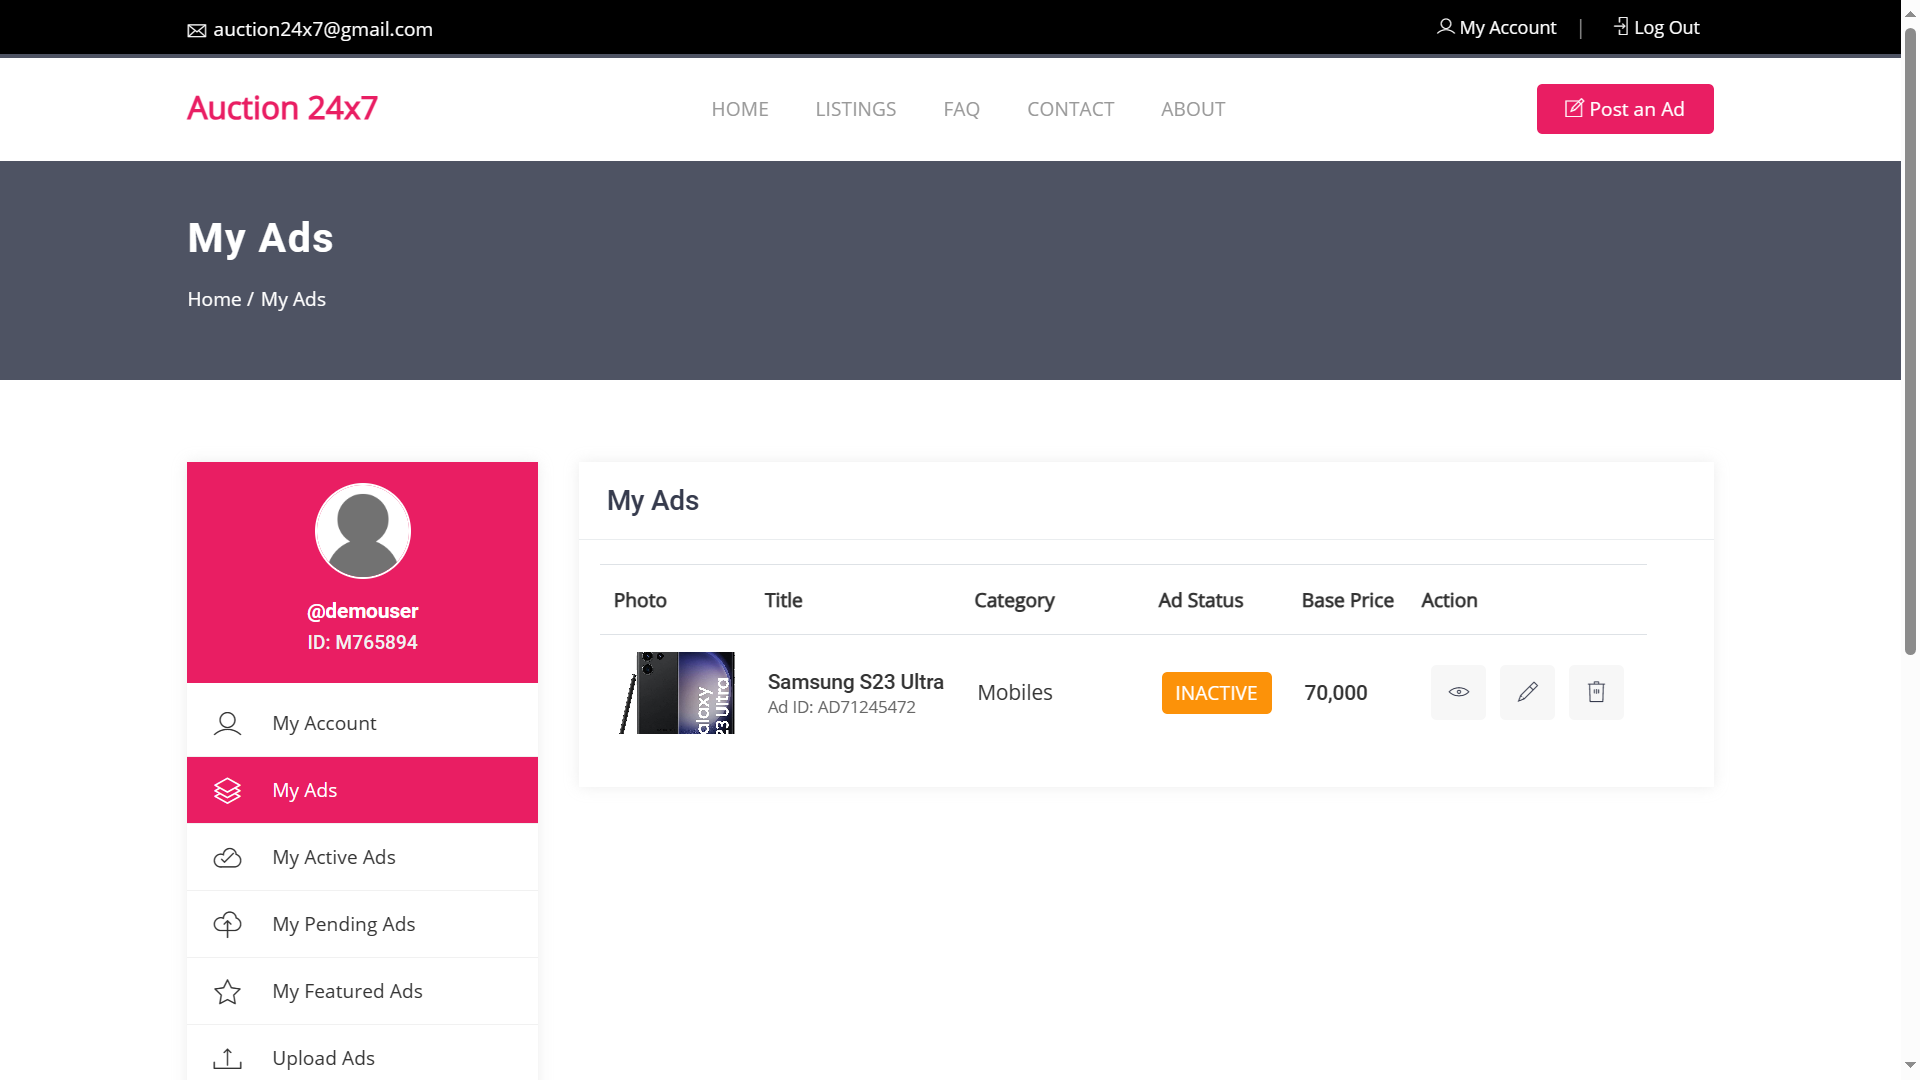 auction24x7@gmail.com
My Account | Log Out
Auction 24x7
HOME LISTINGS FAQ CONTACT ABOUT
Post an Ad
My Ads
Home / My Ads
@demouser
ID: M765894
My Account
My Ads
My Active Ads
My Pending Ads
My Featured Ads
Upload Ads
My Ads
Photo Title Category Ad Status Base Price Action
Samsung S23 Ultra Mobiles INACTIVE 70,000
Ad ID: AD71245472
23 Ultra